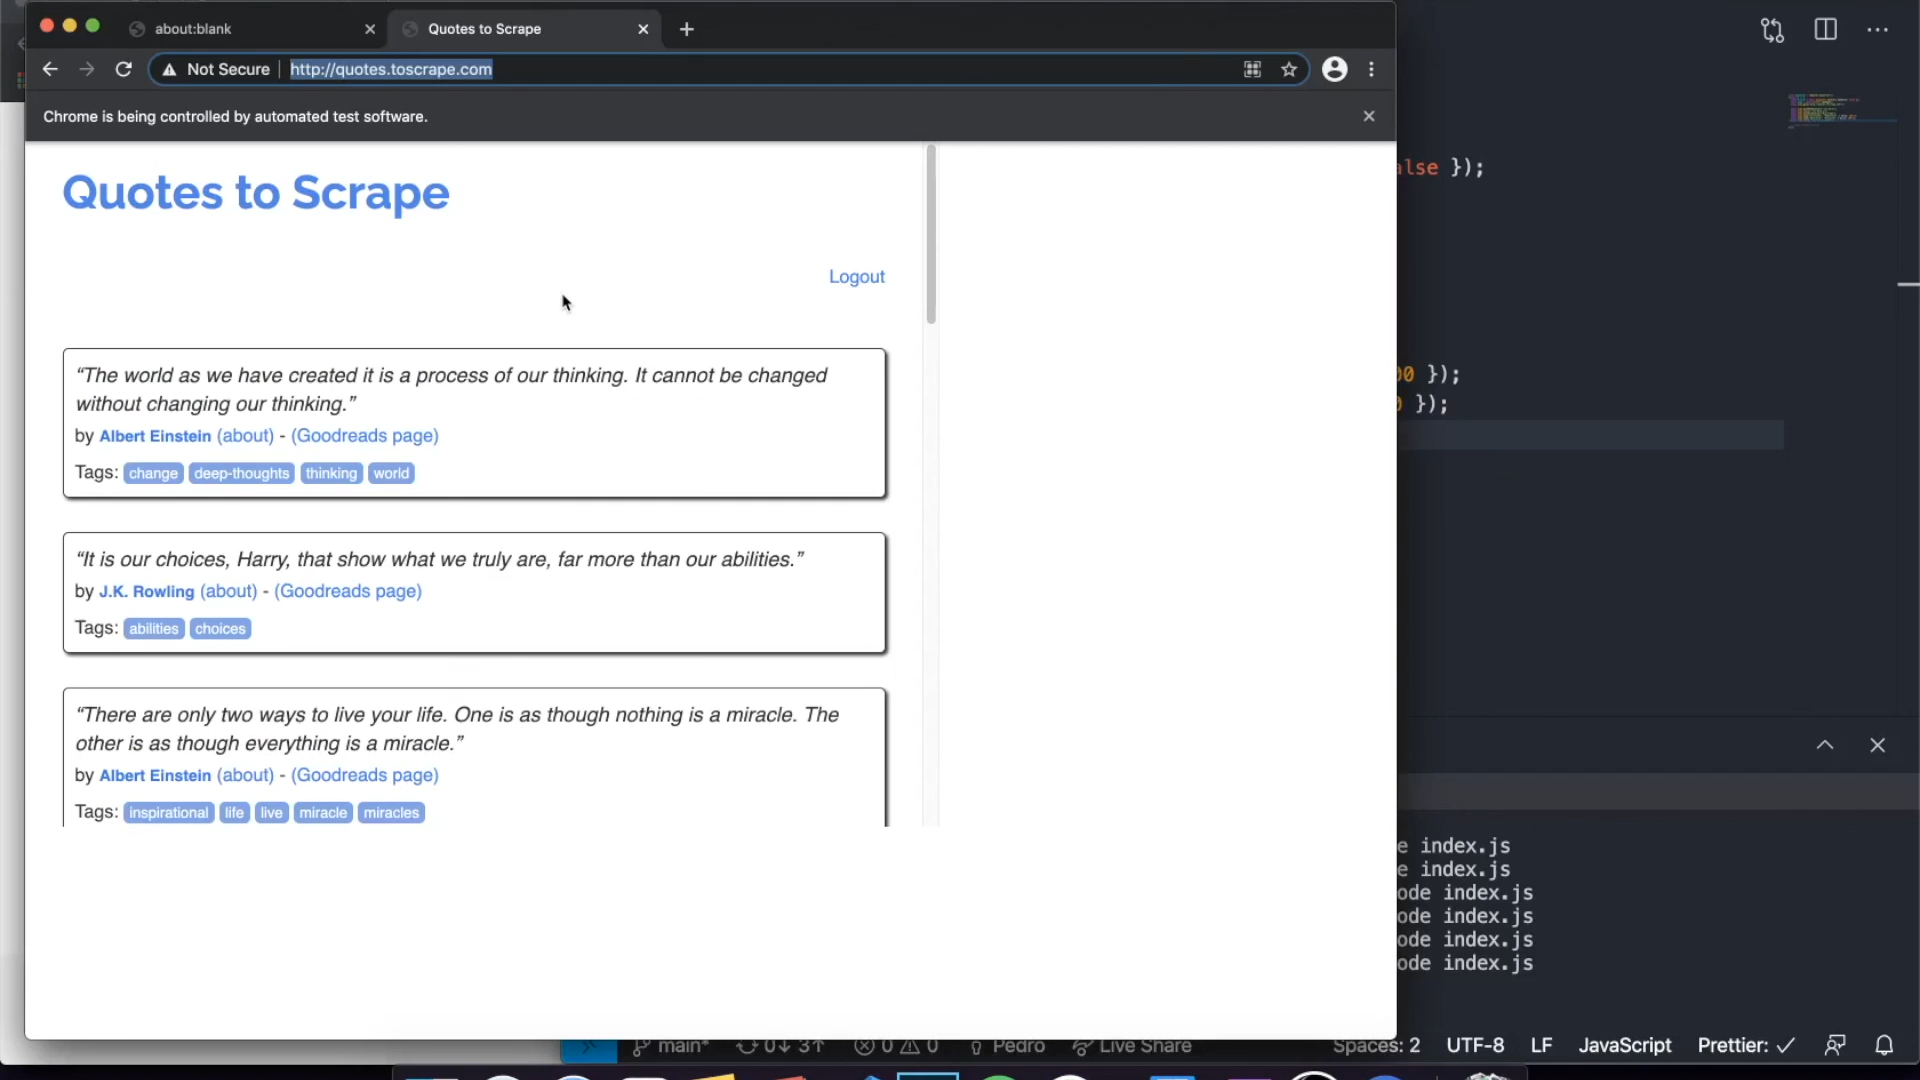 about:blank
Quotes to Scrape
Not Secure
http://quotes.toscrape.com
Chrome is being controlled by automated test software.
Quotes to Scrape
Logout
“The world as we have created it is a process of our thinking. It cannot be changed
without changing our thinking.”
by Albert Einstein (about) - (Goodreads page)
Tags: change deep-thoughts thinking world
“It is our choices, Harry, that show what we truly are, far more than our abilities.”
by J.K. Rowling (about) - (Goodreads page)
Tags: abilities choices
“There are only two ways to live your life. One is as though nothing is a miracle. The
other is as though everything is a miracle.”
by Albert Einstein (about) - (Goodreads page)
Tags: inspirational life live miracle miracles
alse });
00 });
0 });
e index.js
e index.js
ode index.js
ode index.js
ode index.js
ode index.js
main* 0↓ 3↑ 0 0 Pedro Live Share Spaces: 2 UTF-8 LF JavaScript Prettier: ✓